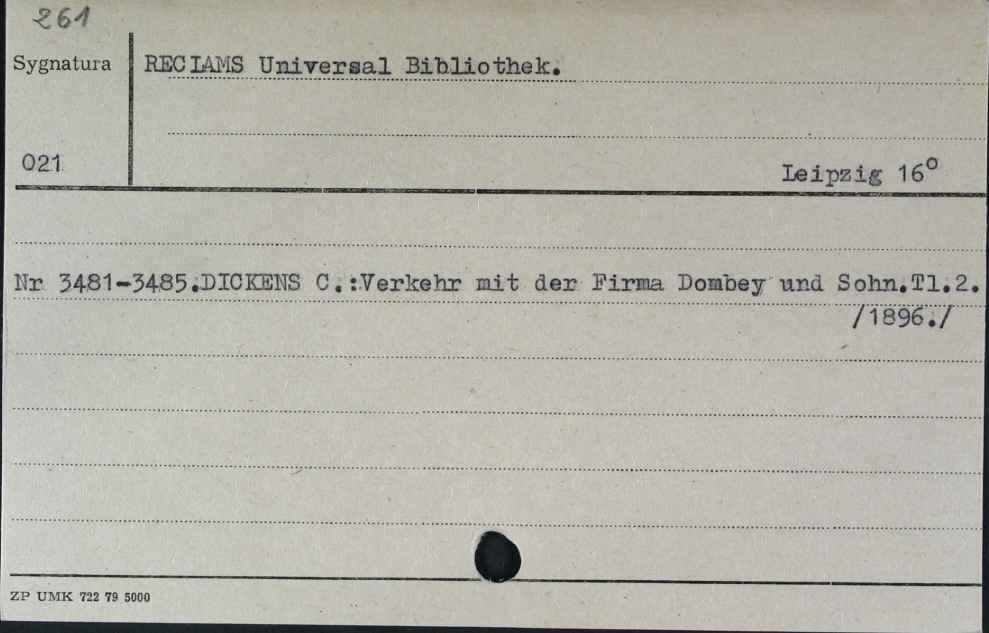 261
Sygnatura
RECIAMS Universal Bibliothek.
021
Leipzig 16°
Nr 3481-3485.DICKENS C.:Verkehr mit der Firma Dombey und Sohn.Tl.2.
/1896./
ZP UMK 722 79 5000